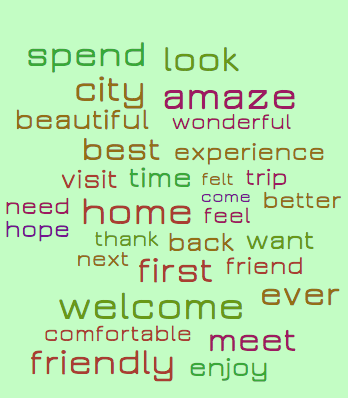 spend look
city amaze
beautiful wonderful
best experience
visit time felt trip
need home come better
hope feel
thank back want
next first friend
welcome ever
comfortable meet
friendly enjoy